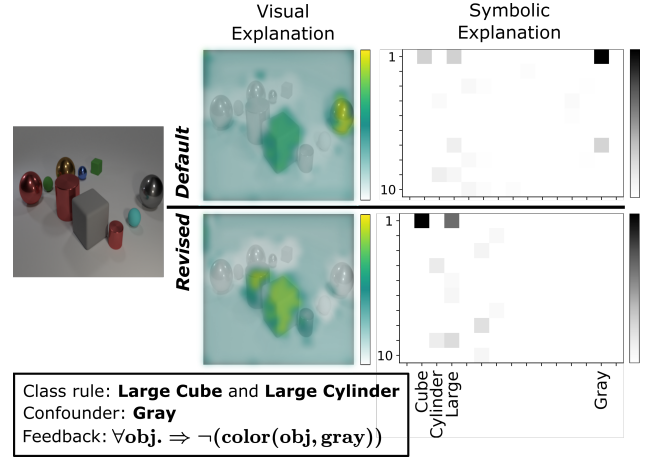 Visual
Explanation
Symbolic
Explanation
Default
1
10
Revised
1
10
Cube
Cylinder
Large
Gray
Class rule: Large Cube and Large Cylinder
Confounder: Gray
Feedback: ∀obj. ⇒ ¬(color(obj, gray))